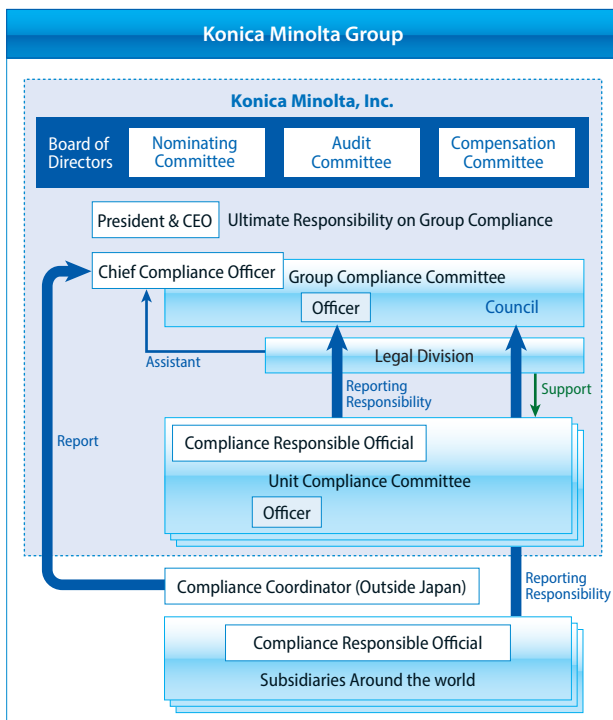 Konica Minolta Group
Konica Minolta, Inc.
Board of
Directors
Nominating
Committee
Audit
Committee
Compensation
Committee
President & CEO
Ultimate Responsibility on Group Compliance
Chief Compliance Officer
Group Compliance Committee
Officer
Council
Legal Division
Assistant
Support
Reporting
Responsibility
Report
Compliance Responsible Official
Unit Compliance Committee
Officer
Compliance Coordinator (Outside Japan)
Reporting
Responsibility
Compliance Responsible Official
Subsidiaries Around the world